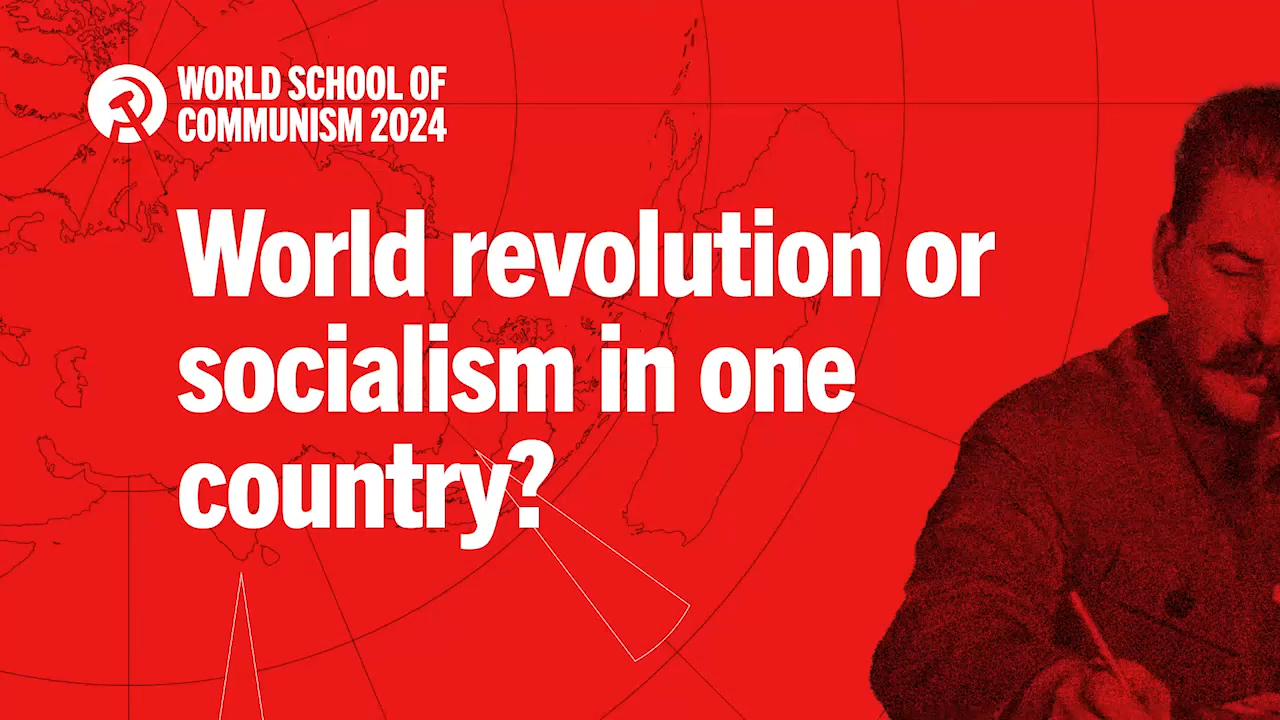 WORLD SCHOOL OF
COMMUNISM 2024
World revolution or
socialism in one
country?